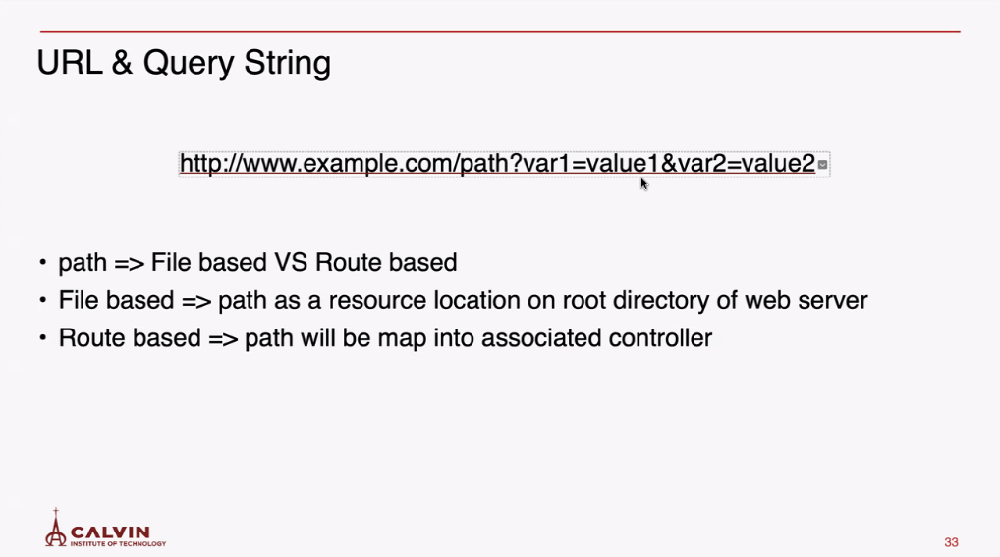 URL & Query String
http://www.example.com/path?var1=value1&var2=value2
• path => File based VS Route based
• File based => path as a resource location on root directory of web server
• Route based => path will be map into associated controller
CALVIN
INSTITUTE OF TECHNOLOGY
33